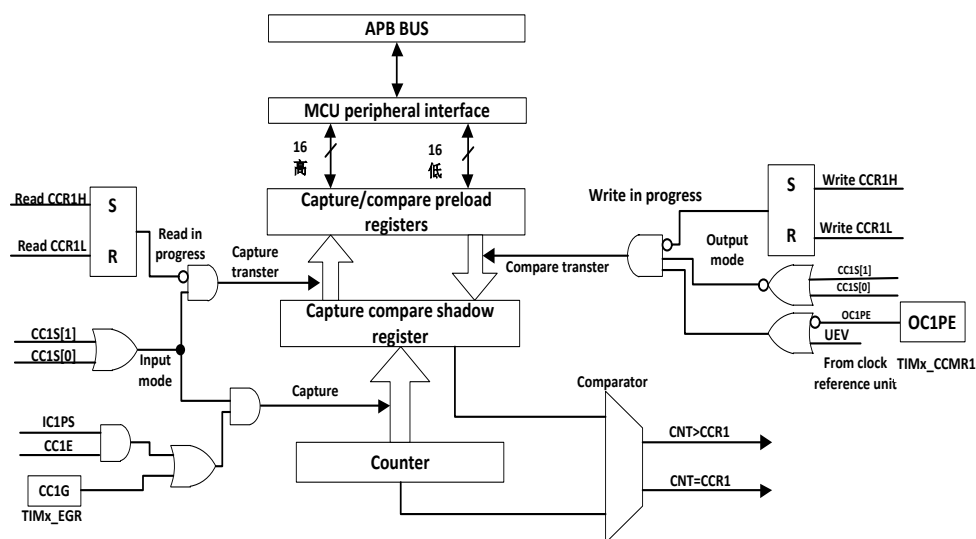 APB BUS
MCU peripheral interface
16
高
16
低
Read CCR1H
S
Read CCR1L
R
Read in
progress
Capture
transter
Capture/compare preload
registers
Write in progress
S
Write CCR1H
R
Write CCR1L
Output
mode
Compare transter
CC1S[1]
CC1S[0]
OC1PE
UEV
OC1PE
From clock
reference unit
TIMx_CCMR1
Capture compare shadow
register
CC1S[1]
CC1S[0]
Input
mode
Capture
Comparator
IC1PS
CC1E
CC1G
TIMx_EGR
Counter
CNT>CCR1
CNT=CCR1